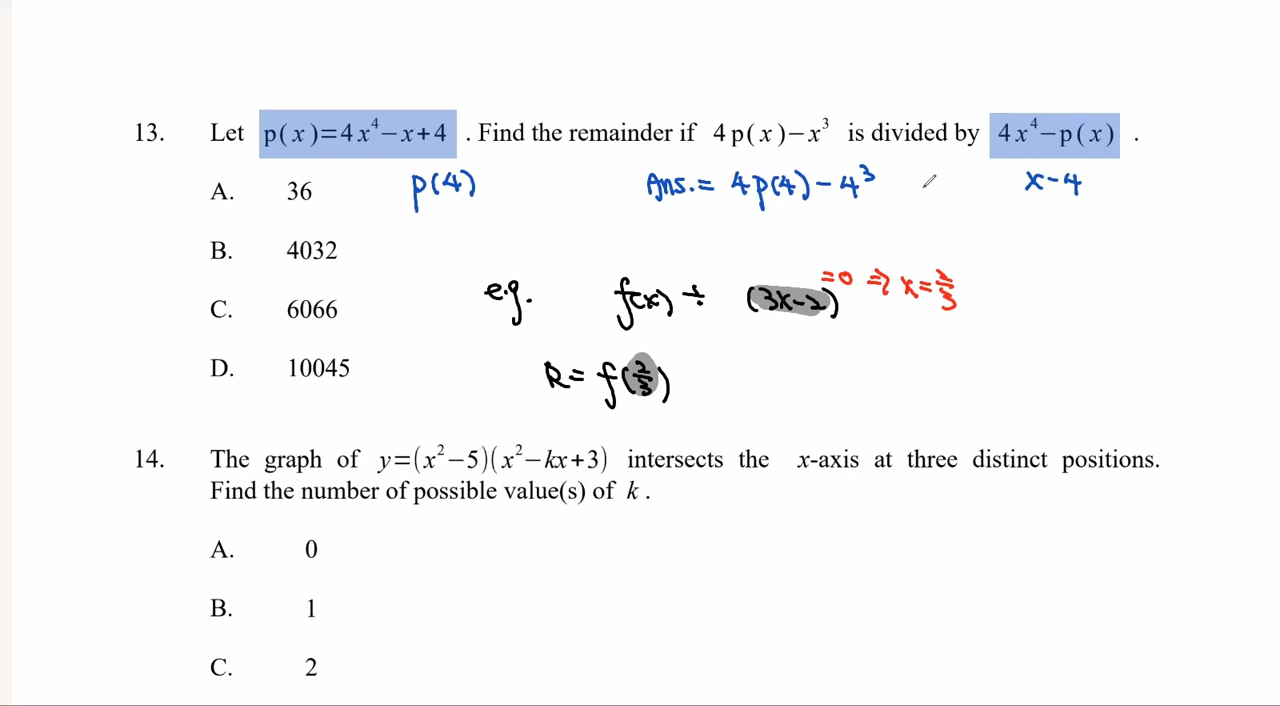 13. Let p(x)=4x⁴−x+4 . Find the remainder if 4p(x)−x³ is divided by 4x⁴−p(x) .
A. 36 p(4) Ans. = 4p(4) − 4³ x−4
B. 4032
e.g. f(x) ÷ (3x−2) =0 ⇒ x=2/3
C. 6066
D. 10045
R = f(2/3)
14. The graph of y=(x²−5)(x²−kx+3) intersects the x-axis at three distinct positions.
Find the number of possible value(s) of k .
A. 0
B. 1
C. 2